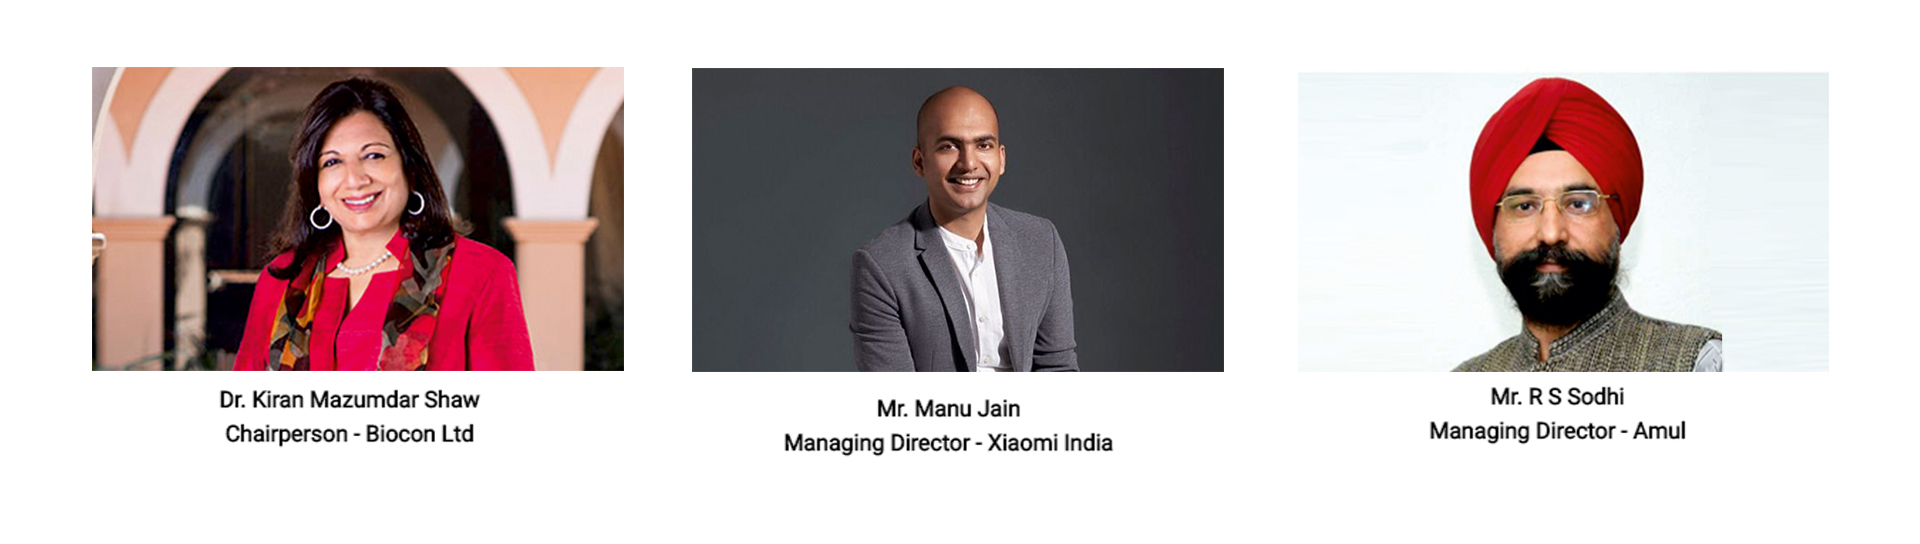 Dr. Kiran Mazumdar Shaw
Chairperson - Biocon Ltd
Mr. Manu Jain
Managing Director - Xiaomi India
Mr. R S Sodhi
Managing Director - Amul